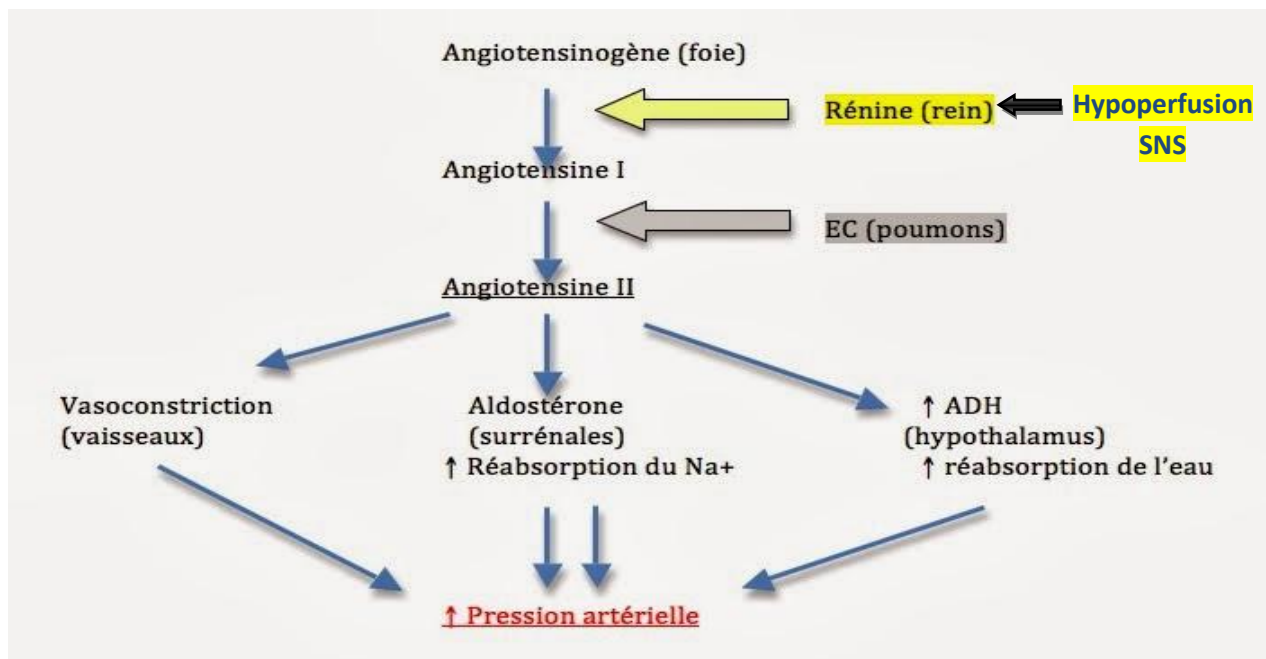 Angiotensinogène (foie)
Rénine (rein)
Hypoperfusion
SNS
Angiotensine I
EC (poumons)
Angiotensine II
Vasoconstriction
(vaisseaux)
Aldostérone
(surrénales)
↑ Réabsorption du Na+
↑ ADH
(hypothalamus)
↑ réabsorption de l'eau
↑ Pression artérielle